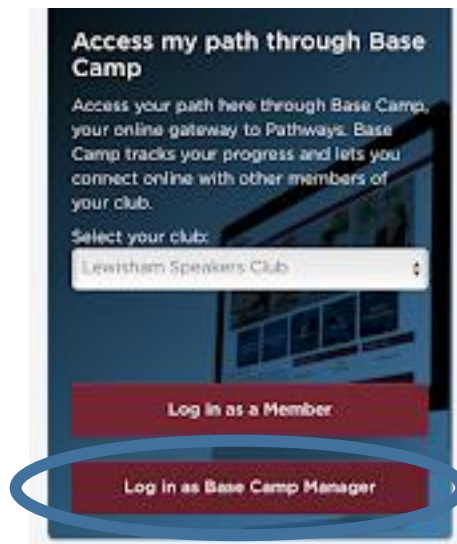 Access my path through Base
Camp
Access your path here through Base Camp,
your online gateway to Pathways. Base
Camp tracks your progress and lets you
connect online with other members of
your club.
Select your club:
Lewisham Speakers Club
Log in as a Member
Log in as Base Camp Manager